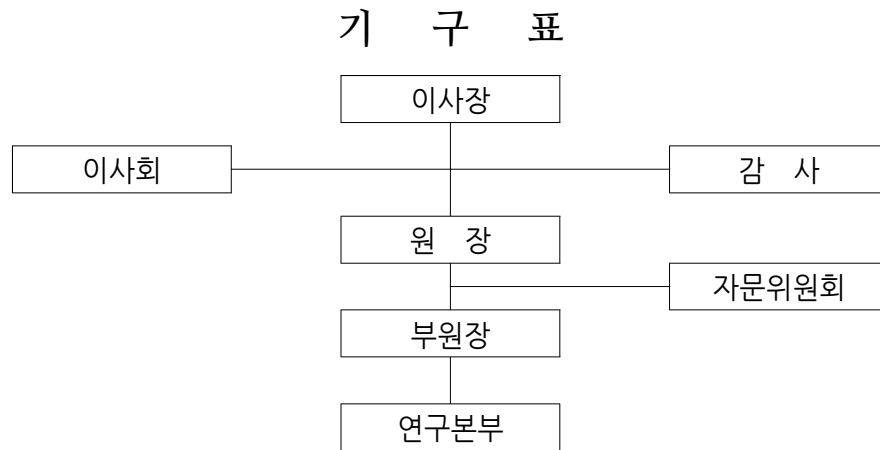 기 구 표
이사장
이사회
감 사
원 장
자문위원회
부원장
연구본부